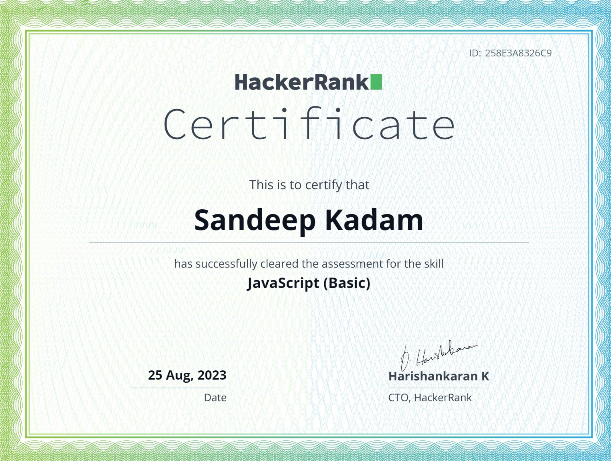 ID: 258E3A8326C9
HackerRank
Certificate
This is to certify that
Sandeep Kadam
has successfully cleared the assessment for the skill
JavaScript (Basic)
25 Aug, 2023
Date
Harishankaran K
CTO, HackerRank